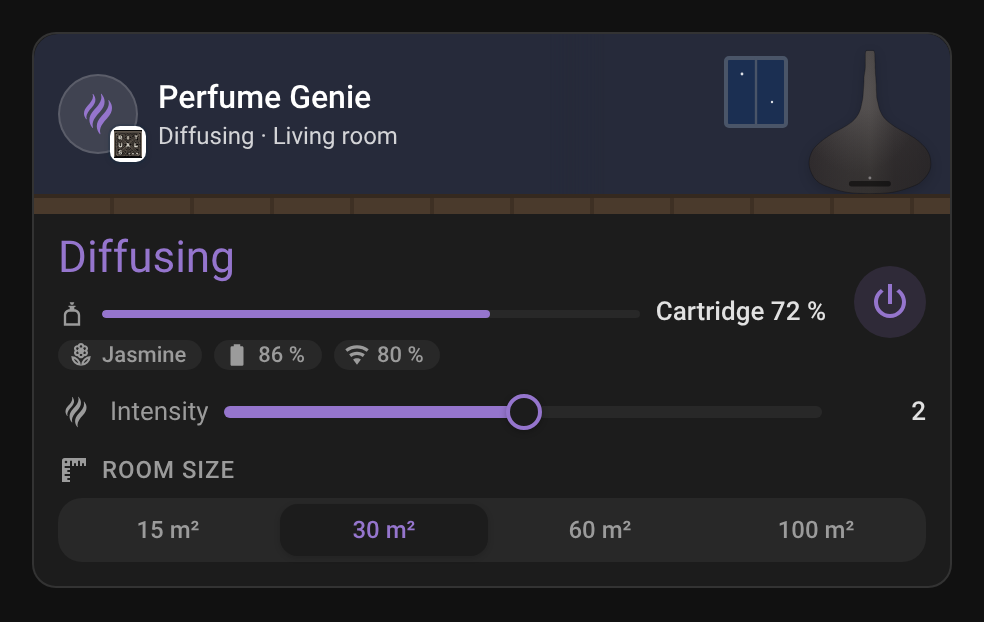 Perfume Genie
Diffusing · Living room
Diffusing
Cartridge 72 %
Jasmine
86 %
80 %
Intensity
2
ROOM SIZE
15 m²
30 m²
60 m²
100 m²